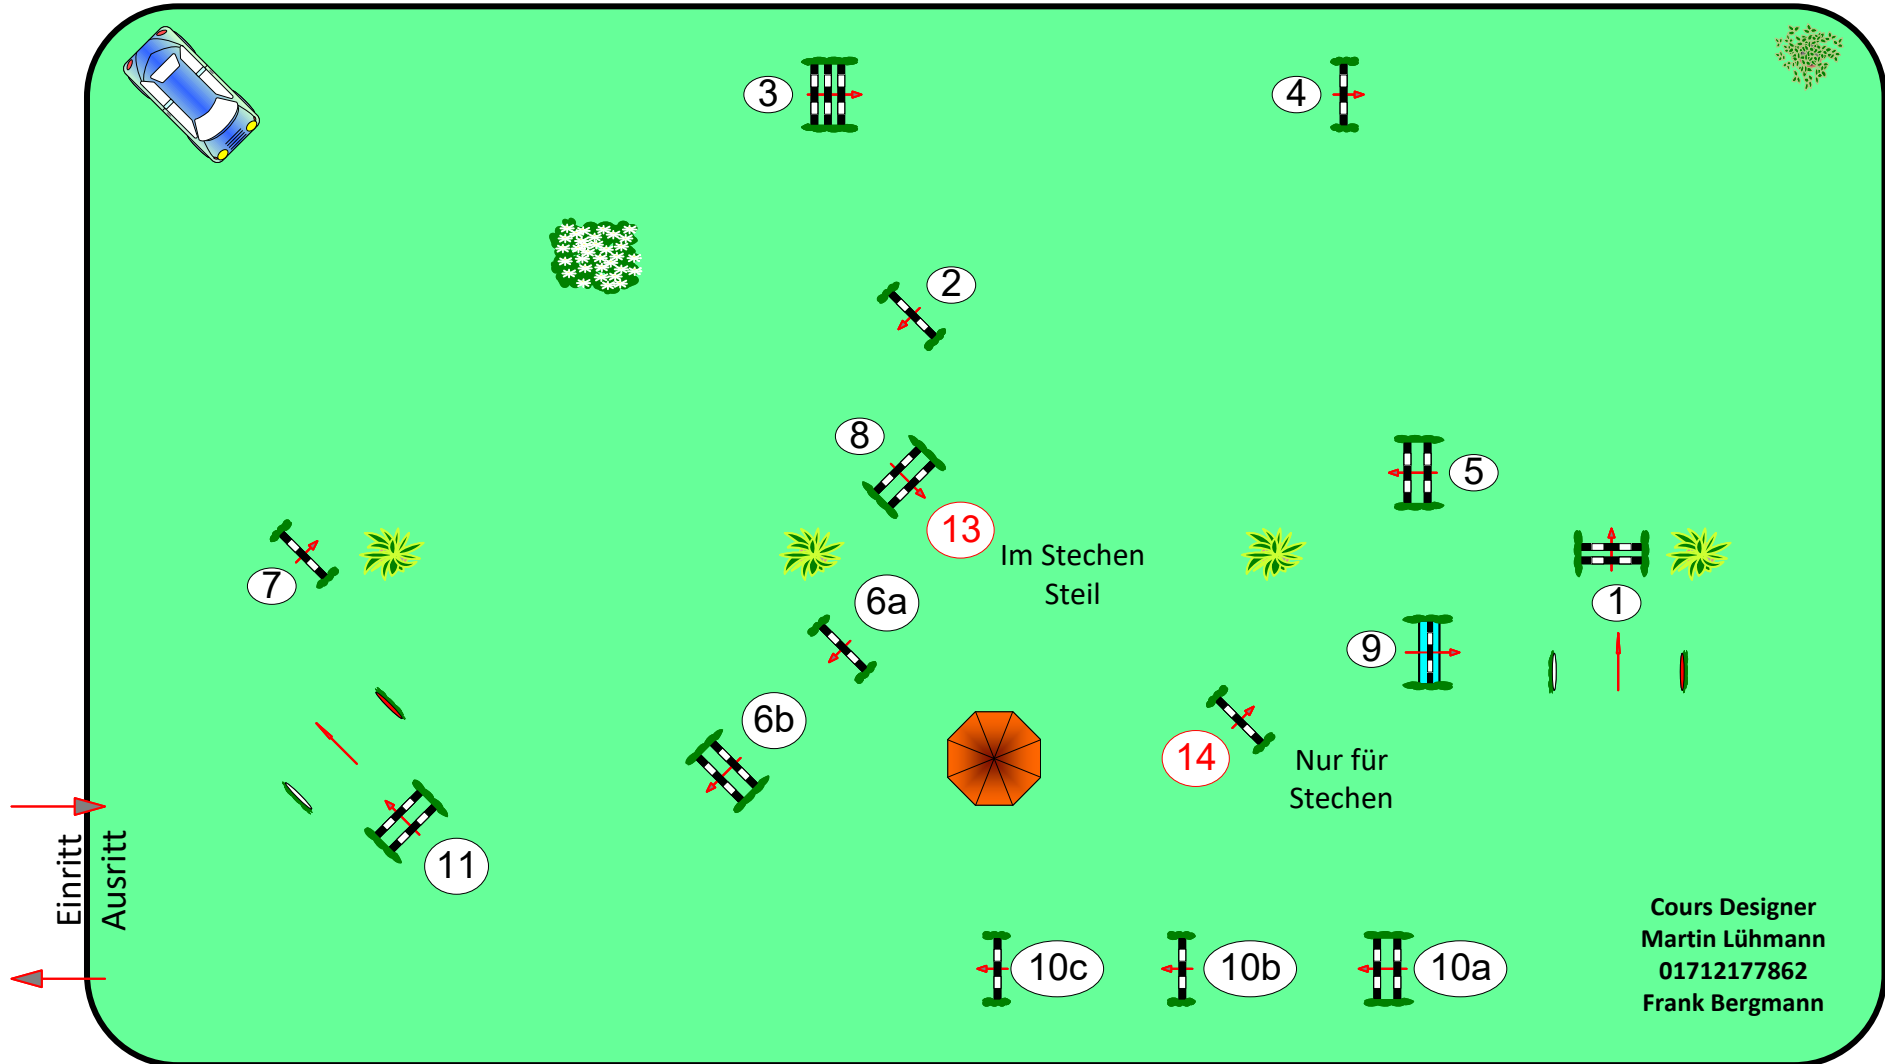 3
4
2
8
5
13
Im Stechen
Steil
7
6a
1
9
6b
14
Nur für
Stechen
11
Einritt
Ausritt
10c
10b
10a
Cours Designer
Martin Lühmann
01712177862
Frank Bergmann